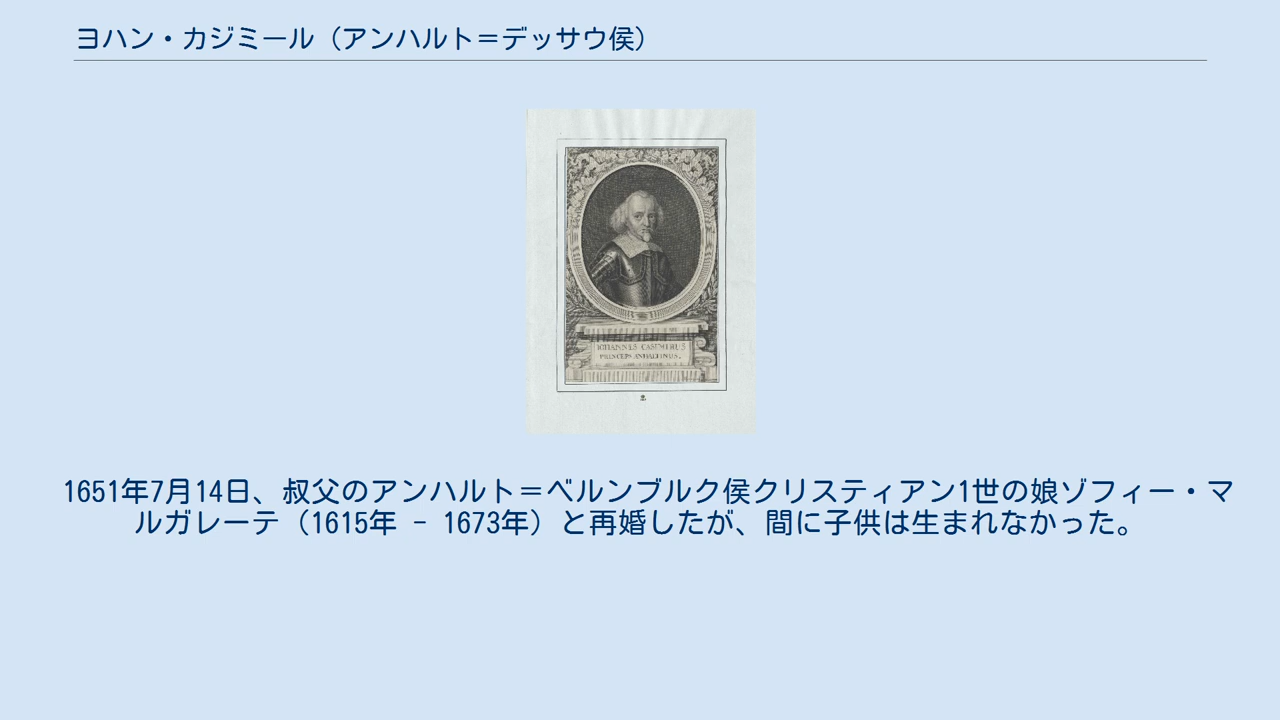 ヨハン・カジミール（アンハルト＝デッサウ侯）
IOHANNES CASIMIRUS
PRINCEPS ANHALTINUS.
1651年7月14日、叔父のアンハルト＝ベルンブルク侯クリスティアン1世の娘ゾフィー・マ
ルガレーテ（1615年 - 1673年）と再婚したが、間に子供は生まれなかった。